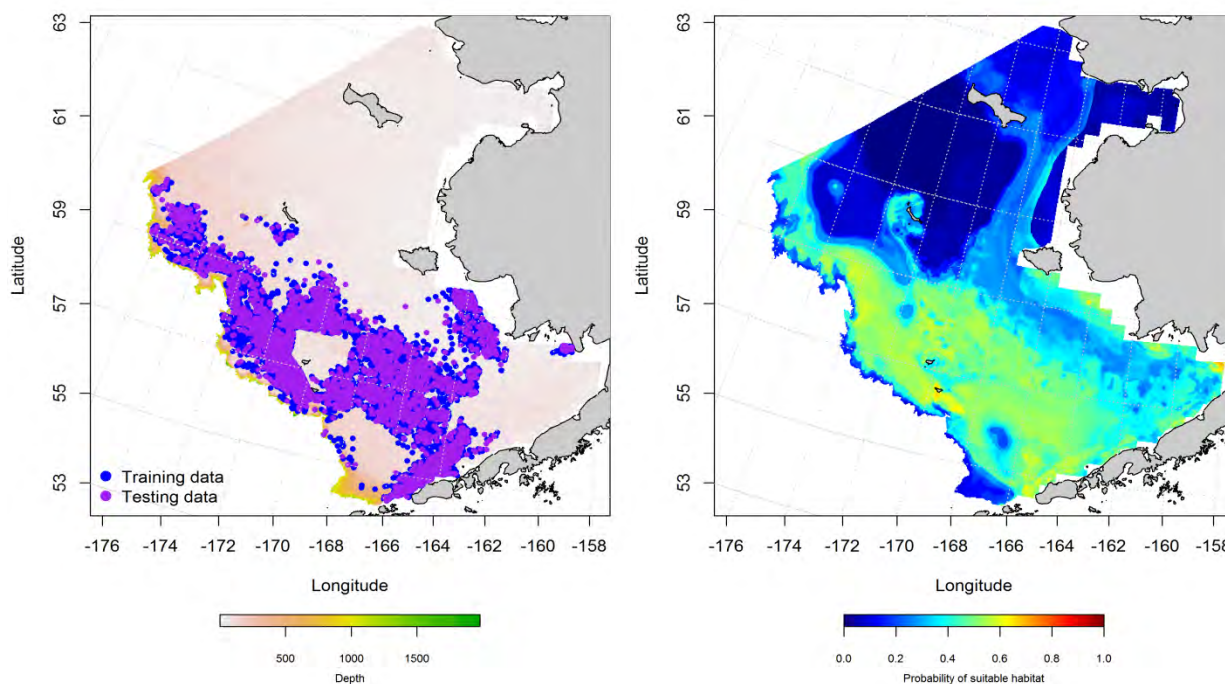 63
61
59
57
55
53
Latitude
Training data
Testing data
-176 -174 -172 -170 -168 -166 -164 -162 -160 -158
Longitude
500 1000 1500
Depth
63
61
59
57
55
53
Latitude
-176 -174 -172 -170 -168 -166 -164 -162 -160 -158
Longitude
0.0 0.2 0.4 0.6 0.8 1.0
Probability of suitable habitat